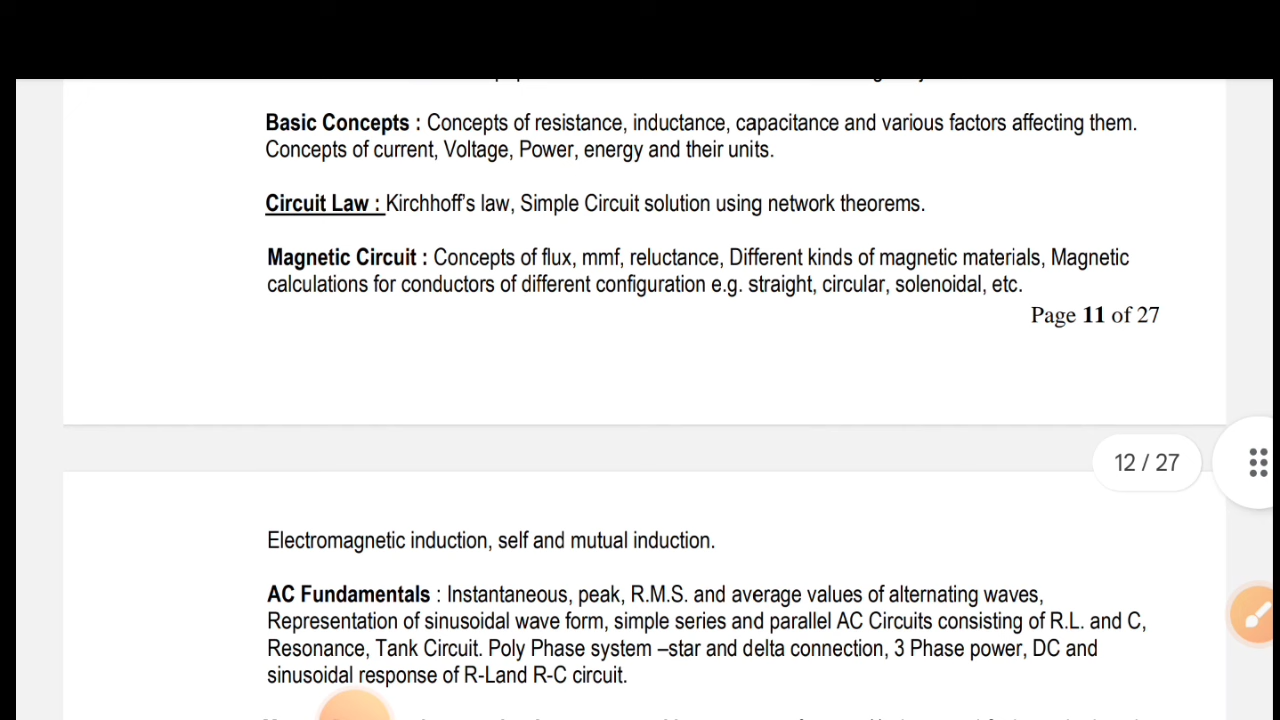 Basic Concepts : Concepts of resistance, inductance, capacitance and various factors affecting them.
Concepts of current, Voltage, Power, energy and their units.
Circuit Law : Kirchhoff's law, Simple Circuit solution using network theorems.
Magnetic Circuit : Concepts of flux, mmf, reluctance, Different kinds of magnetic materials, Magnetic
calculations for conductors of different configuration e.g. straight, circular, solenoidal, etc.
Page 11 of 27
12 / 27
Electromagnetic induction, self and mutual induction.
AC Fundamentals : Instantaneous, peak, R.M.S. and average values of alternating waves,
Representation of sinusoidal wave form, simple series and parallel AC Circuits consisting of R.L. and C,
Resonance, Tank Circuit. Poly Phase system –star and delta connection, 3 Phase power, DC and
sinusoidal response of R-Land R-C circuit.